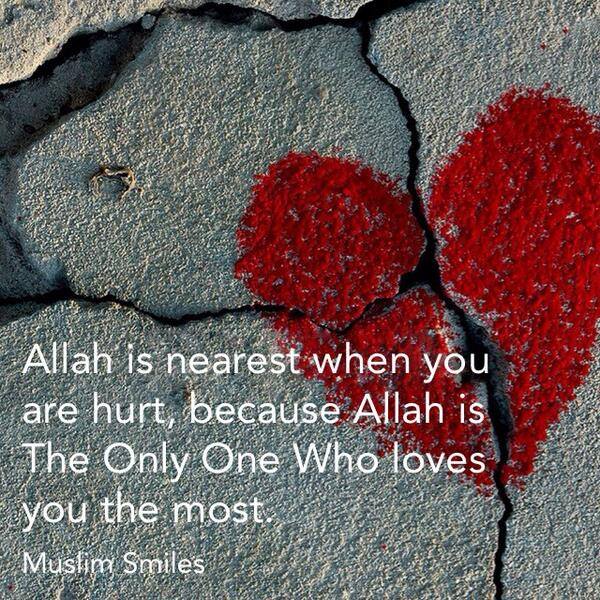 Allah is nearest when you
are hurt, because Allah is
The Only One Who loves
you the most.
Muslim Smiles